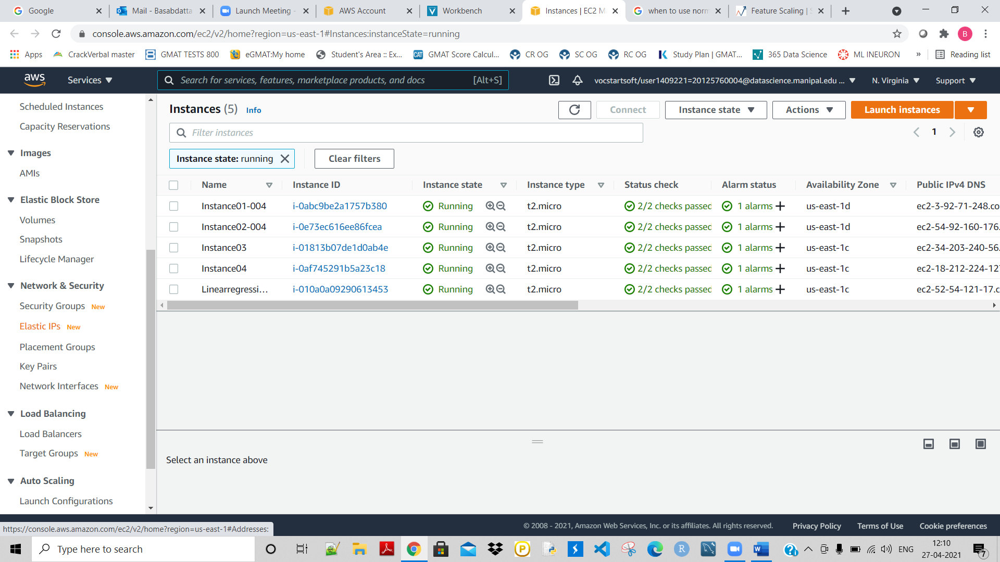 Google
Mail - Basabdatta
Launch Meeting -
AWS Account
Workbench
Instances | EC2 M
when to use norm
Feature Scaling |
console.aws.amazon.com/ec2/v2/home?region=us-east-1#Instances:instanceState=running
B
Apps
CrackVerbal master
GMAT TESTS 800
eGMAT:My home
Student's Area :: Ex...
CAT
GMAT Score Calcul...
CR OG
SC OG
RC OG
Study Plan | GMAT...
365 Data Science
ML INEURON
»
Reading list
aws
Services
Search for services, features, marketplace products, and docs
[Alt+S]
vocstartsoft/user1409221=20125760004@datascience.manipal.edu ...
N. Virginia
Support
Scheduled Instances
Capacity Reservations
Images
AMIs
Elastic Block Store
Volumes
Snapshots
Lifecycle Manager
Network & Security
Security Groups New
Elastic IPs New
Placement Groups
Key Pairs
Network Interfaces New
Load Balancing
Load Balancers
Target Groups New
Auto Scaling
Launch Configurations
Instances (5) Info
Connect
Instance state
Actions
Launch instances
Filter instances
1
Instance state: running
Clear filters
Name Instance ID Instance state Instance type Status check Alarm status Availability Zone Public IPv4 DNS
Instance01-004 i-0abc9be2a1757b380 Running t2.micro 2/2 checks passed 1 alarms + us-east-1d ec2-3-92-71-248.co
Instance02-004 i-0e73ec616ee86fcea Running t2.micro 2/2 checks passed 1 alarms + us-east-1d ec2-54-92-160-176.
Instance03 i-01813b07de1d0ab4e Running t2.micro 2/2 checks passed 1 alarms + us-east-1c ec2-34-203-240-56.
Instance04 i-0af745291b5a23c18 Running t2.micro 2/2 checks passed 1 alarms + us-east-1c ec2-18-212-224-127
Linearregressi... i-010a0a09290613453 Running t2.micro 2/2 checks passed 1 alarms + us-east-1c ec2-52-54-121-17.c
Select an instance above
© 2008 - 2021, Amazon Web Services, Inc. or its affiliates. All rights reserved.
Privacy Policy
Terms of Use
Cookie preferences
https://console.aws.amazon.com/ec2/v2/home?region=us-east-1#Addresses:
Type here to search
ENG
12:10
27-04-2021
7